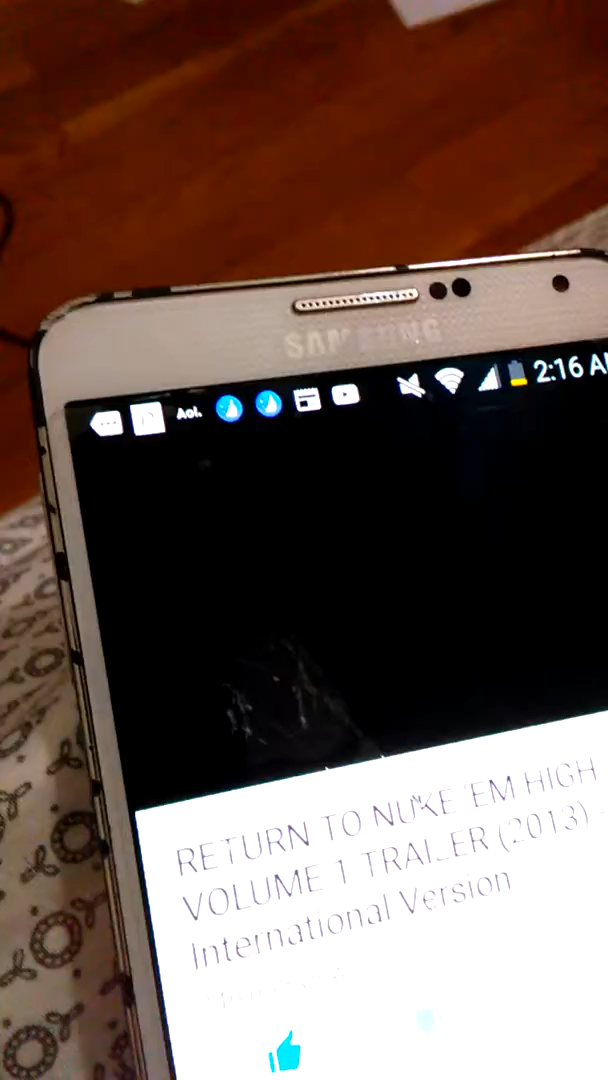 SAMSUNG
Aol. 2:16 A
RETURN TO NUKE 'EM HIGH
VOLUME 1 TRAILER (2013) -
International Version